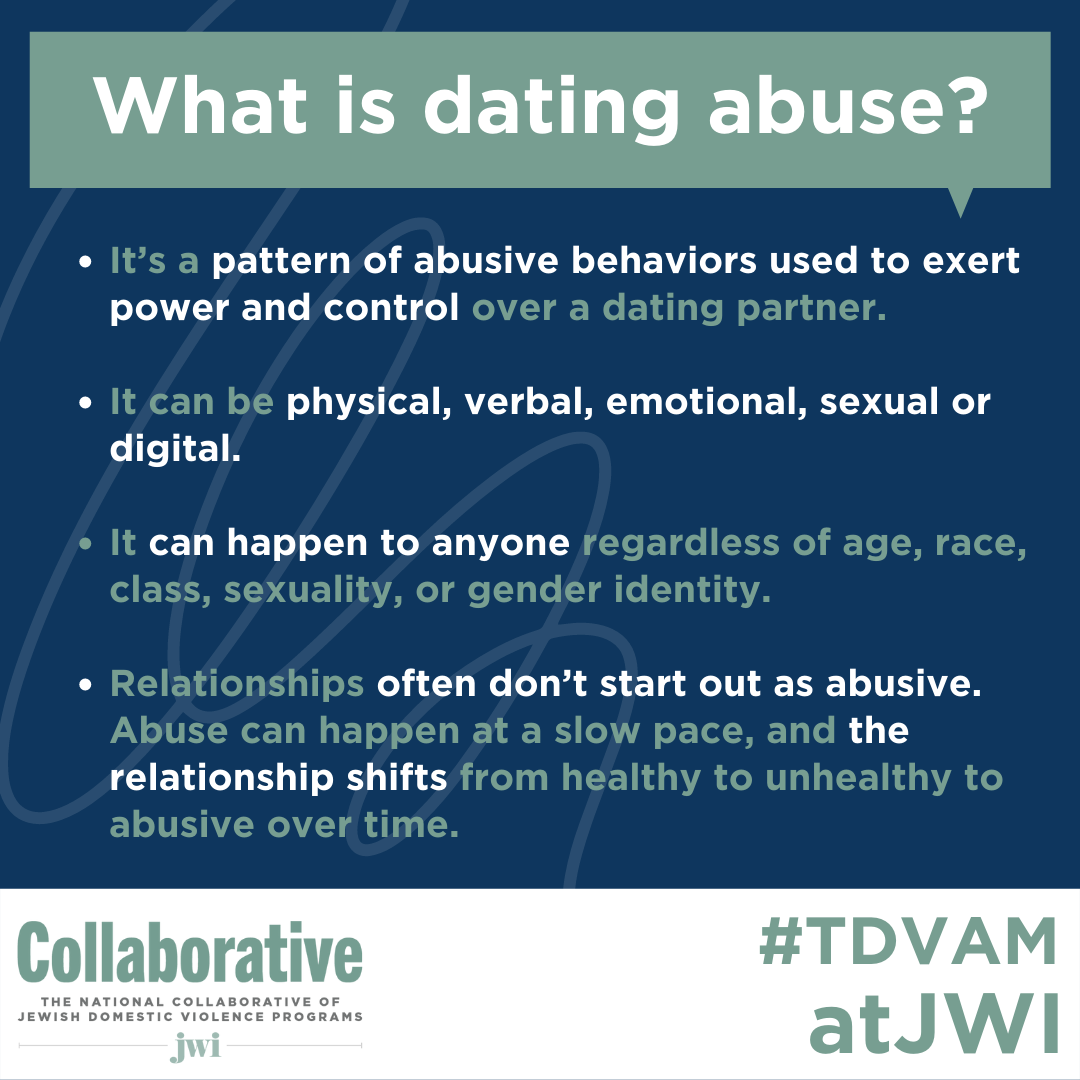 What is dating abuse?
• It’s a pattern of abusive behaviors used to exert
power and control over a dating partner.
• It can be physical, verbal, emotional, sexual or
digital.
• It can happen to anyone regardless of age, race,
class, sexuality, or gender identity.
• Relationships often don’t start out as abusive.
Abuse can happen at a slow pace, and the
relationship shifts from healthy to unhealthy to
abusive over time.
Collaborative
THE NATIONAL COLLABORATIVE OF
JEWISH DOMESTIC VIOLENCE PROGRAMS
jwi
#TDVAM
atJWI